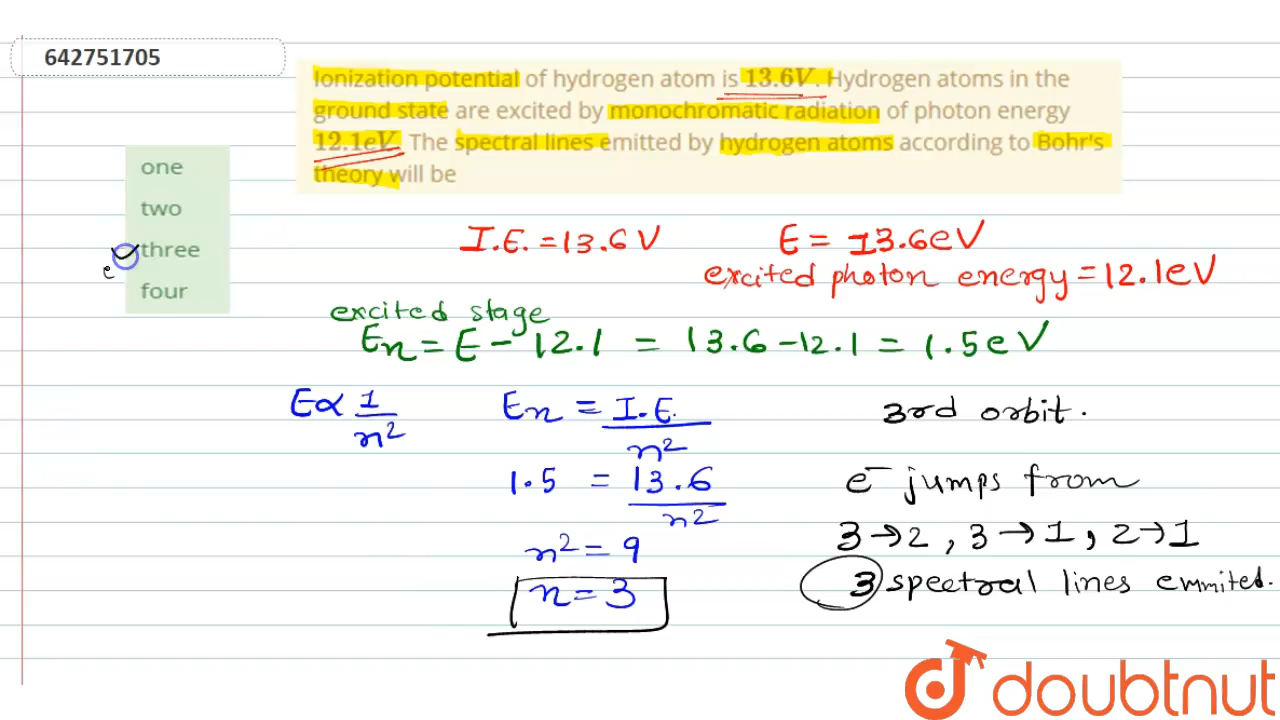 642751705
Ionization potential of hydrogen atom is 13.6V. Hydrogen atoms in the
ground state are excited by monochromatic radiation of photon energy
12.1eV. The spectral lines emitted by hydrogen atoms according to Bohr's
theory will be
one
two
three
four
c
I.E. = 13.6 V
E = 13.6eV
excited photon energy = 12.1eV
excited stage
En = E - 12.1 = 13.6 - 12.1 = 1.5eV
E∝ 1/n²
En = I.E./n²
1.5 = 13.6/n²
n² = 9
n = 3
3rd orbit.
e⁻ jumps from
3→2, 3→1, 2→1
3 spectral lines emmited.
doubtnut